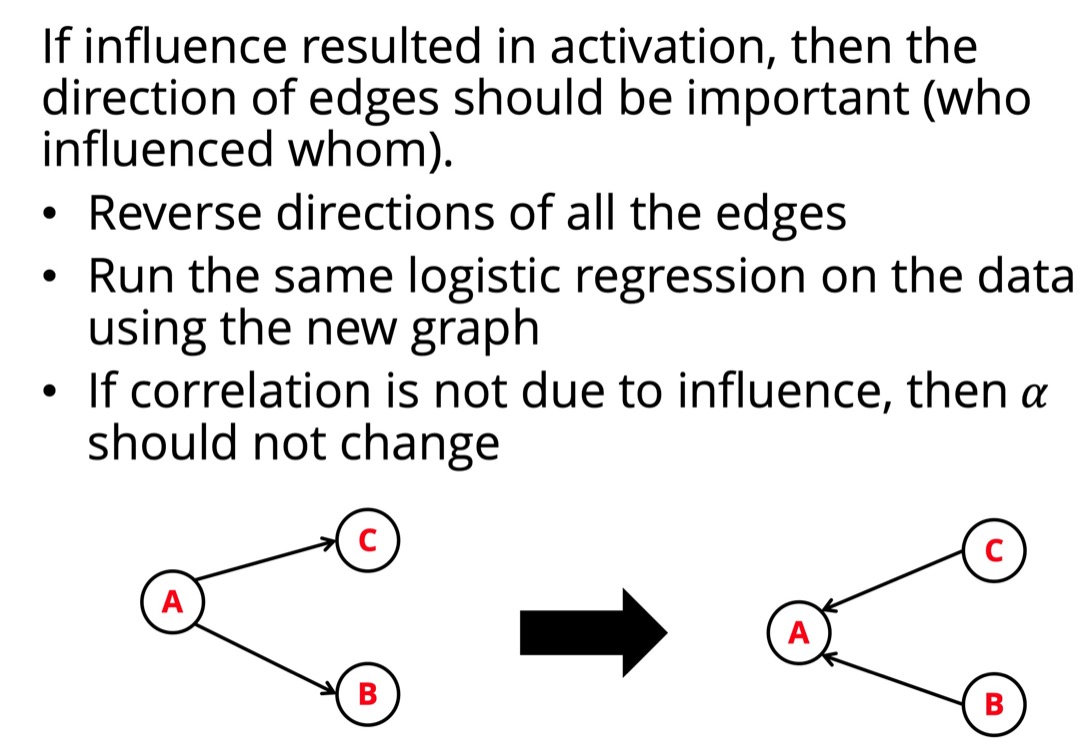 If influence resulted in activation, then the
direction of edges should be important (who
influenced whom).
• Reverse directions of all the edges
• Run the same logistic regression on the data
using the new graph
• If correlation is not due to influence, then α
should not change
C
A
B
C
A
B